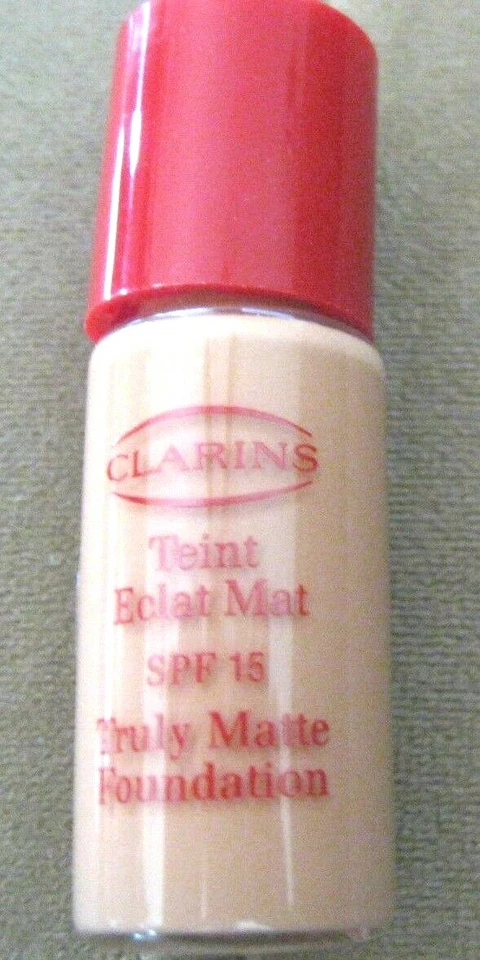 CLARINS
Teint
Eclat Mat
SPF 15
Truly Matte
Foundation